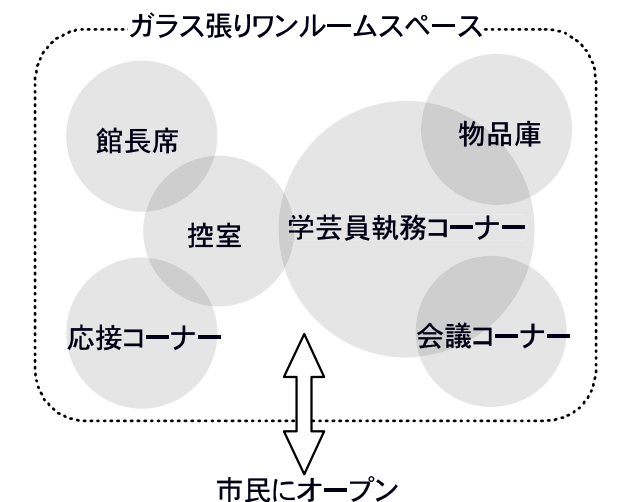 ガラス張りワンルームスペース
館長席
物品庫
控室
学芸員執務コーナー
応接コーナー
会議コーナー
市民にオープン